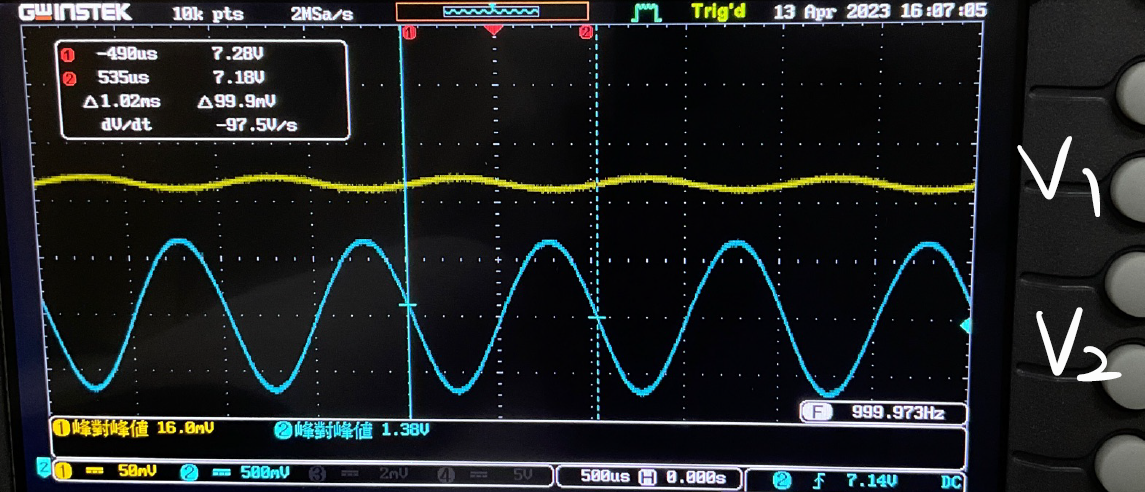 GWINSTEK 10k pts 2MSa/s Trig'd 13 Apr 2023 16:07:05
1 2
1 -490us 7.28V
2 535us 7.18V
△1.02ms △99.9mV
dV/dt -97.5V/s
V1
V2
F 999.973Hz
1 峰對峰值 16.0mV 2 峰對峰值 1.38V
2 1 50mV 2 500mV 3 2mV 4 5V 500us H 0.000s 2 7.14V DC